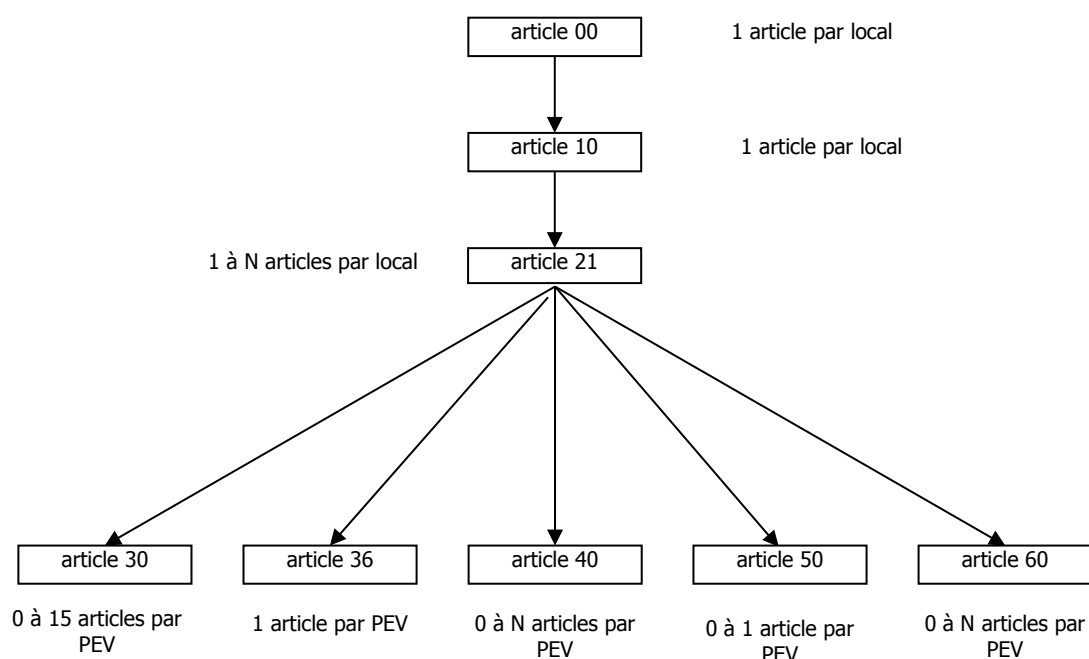 article 00
1 article par local
article 10
1 article par local
1 à N articles par local
article 21
article 30
article 36
article 40
article 50
article 60
0 à 15 articles par
PEV
1 article par PEV
0 à N articles par
PEV
0 à 1 article par
PEV
0 à N articles par
PEV